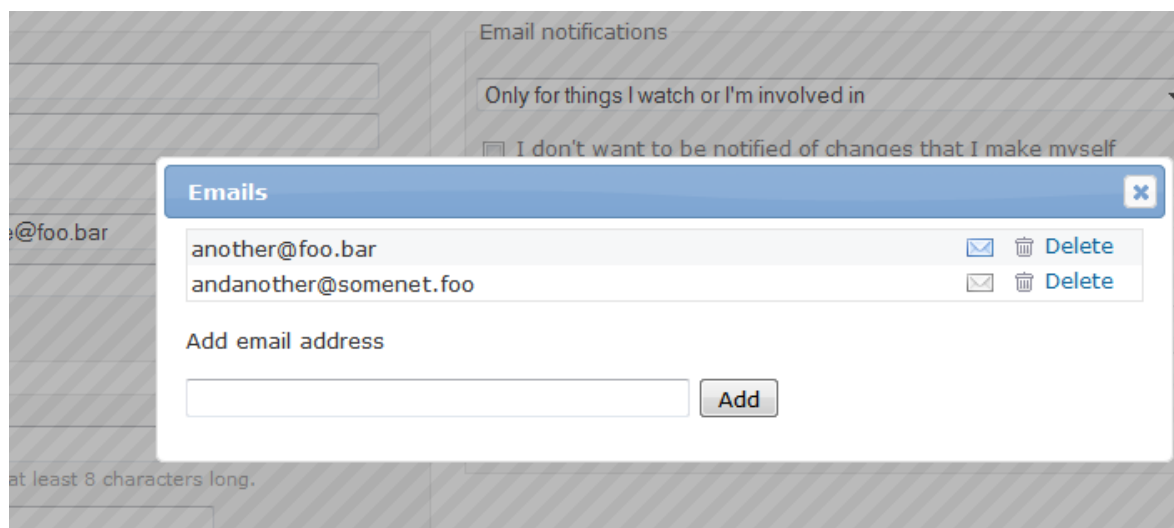 Email notifications
Only for things I watch or I'm involved in
I don't want to be notified of changes that I make myself
Emails
@foo.bar
another@foo.bar Delete
andanother@somenet.foo Delete
Add email address
Add
at least 8 characters long.